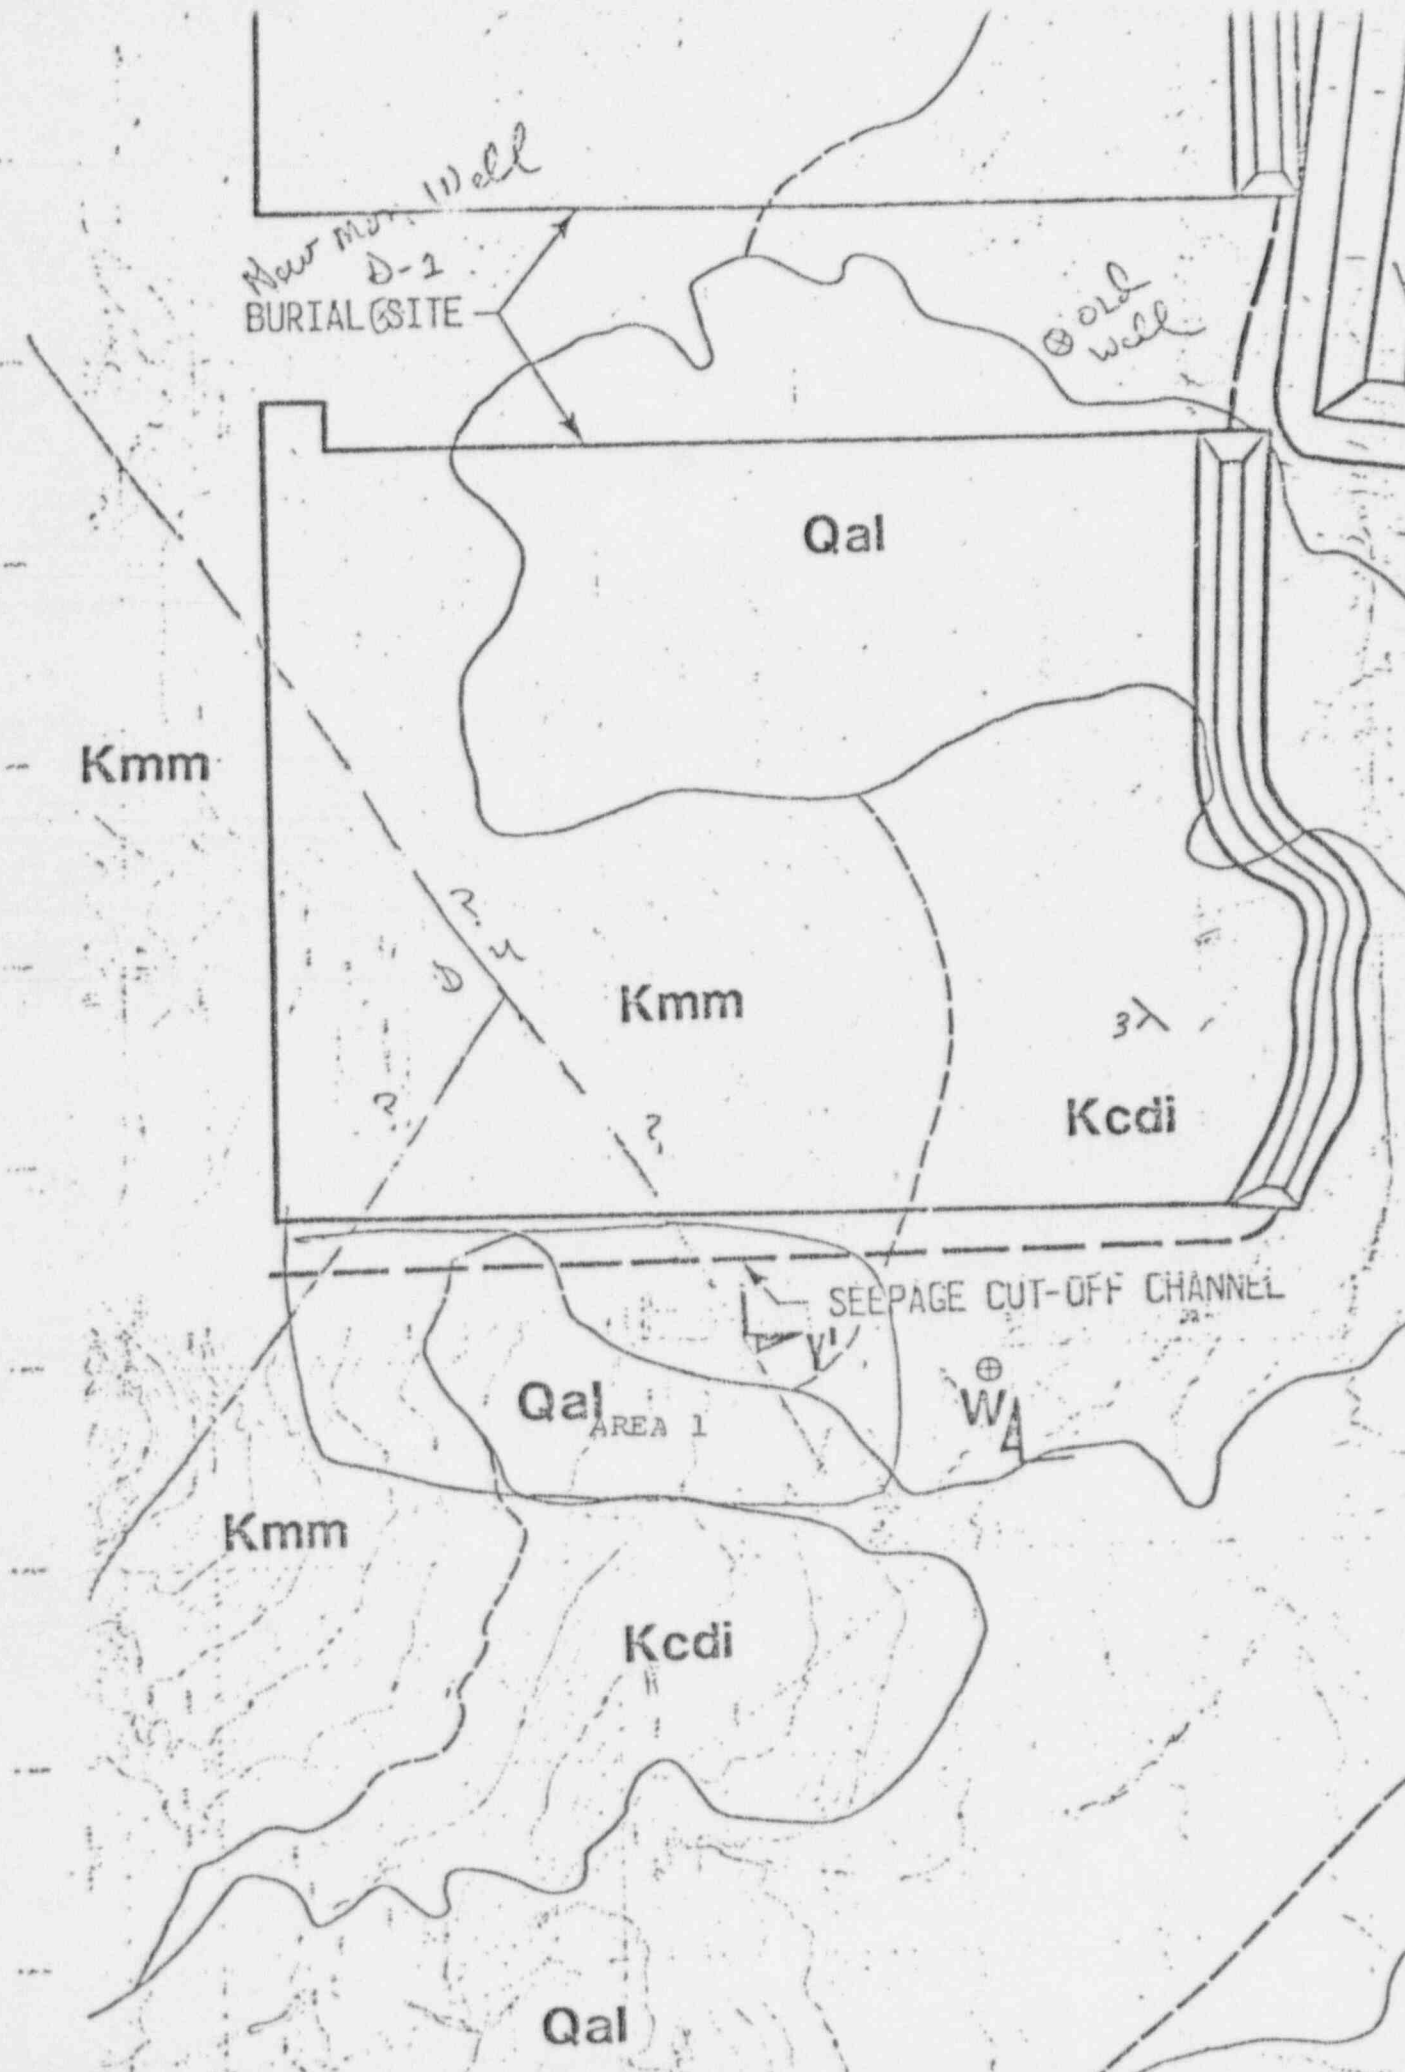 New Mon. Well
D-1
BURIAL SITE
⊗ Old
Well
Qal
Kmm
?
u
D
Kmm
3
Kcdi
?
?
SEEPAGE CUT-OFF CHANNEL
V'
Qal
AREA 1
⊕
W
Kmm
Kcdi
Qal